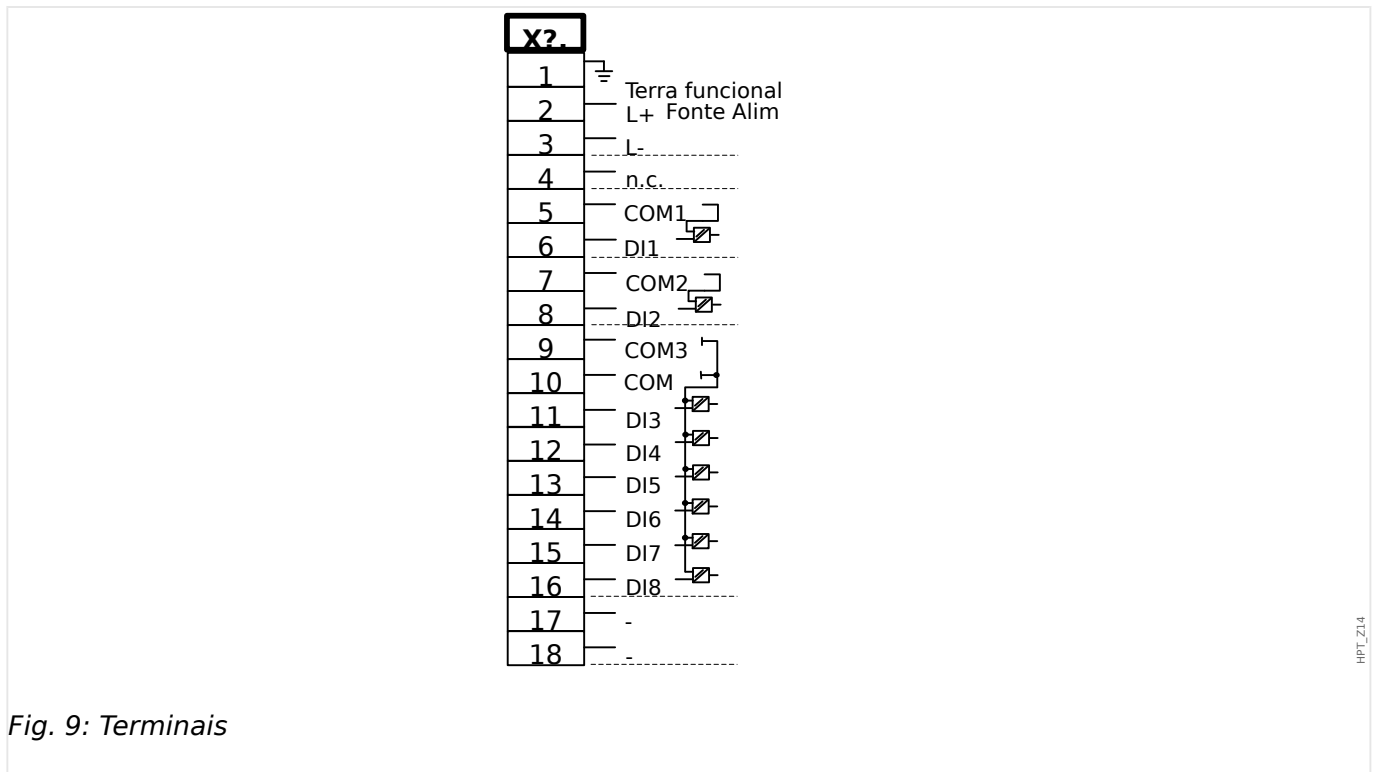 X?.
1
Terra funcional
2 L+ Fonte Alim
3 L-
4 n.c.
5 COM1
6 DI1
7 COM2
8 DI2
9 COM3
10 COM
11 DI3
12 DI4
13 DI5
14 DI6
15 DI7
16 DI8
17 -
18 -
HPT_Z14
Fig. 9: Terminais